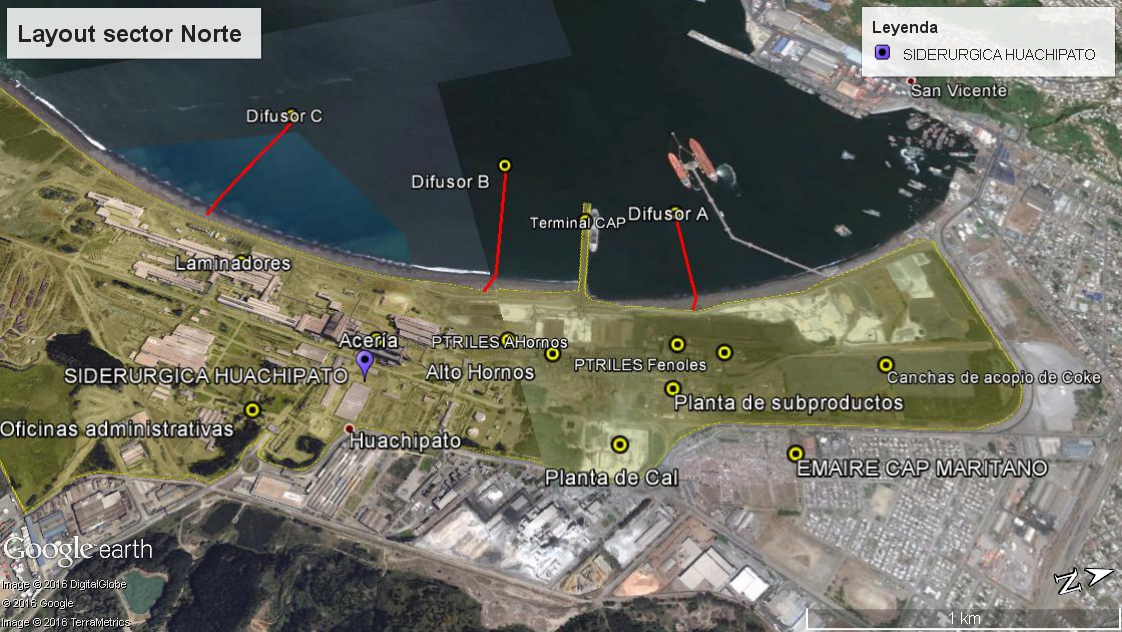 Layout sector Norte
Leyenda
SIDERURGICA HUACHIPATO
San Vicente
Difusor C
Difusor B
Terminal CAP
Difusor A
Laminadores
Acería
PTRILES AHornos
SIDERURGICA HUACHIPATO
Alto Hornos
PTRILES Fenoles
Canchas de acopio de Coke
Planta de subproductos
Oficinas administrativas
Huachipato
Planta de Cal
EMAIRE CAP MARITANO
Google earth
Image © 2016 DigitalGlobe
© 2016 Google
Image © 2016 TerraMetrics
N
1 km